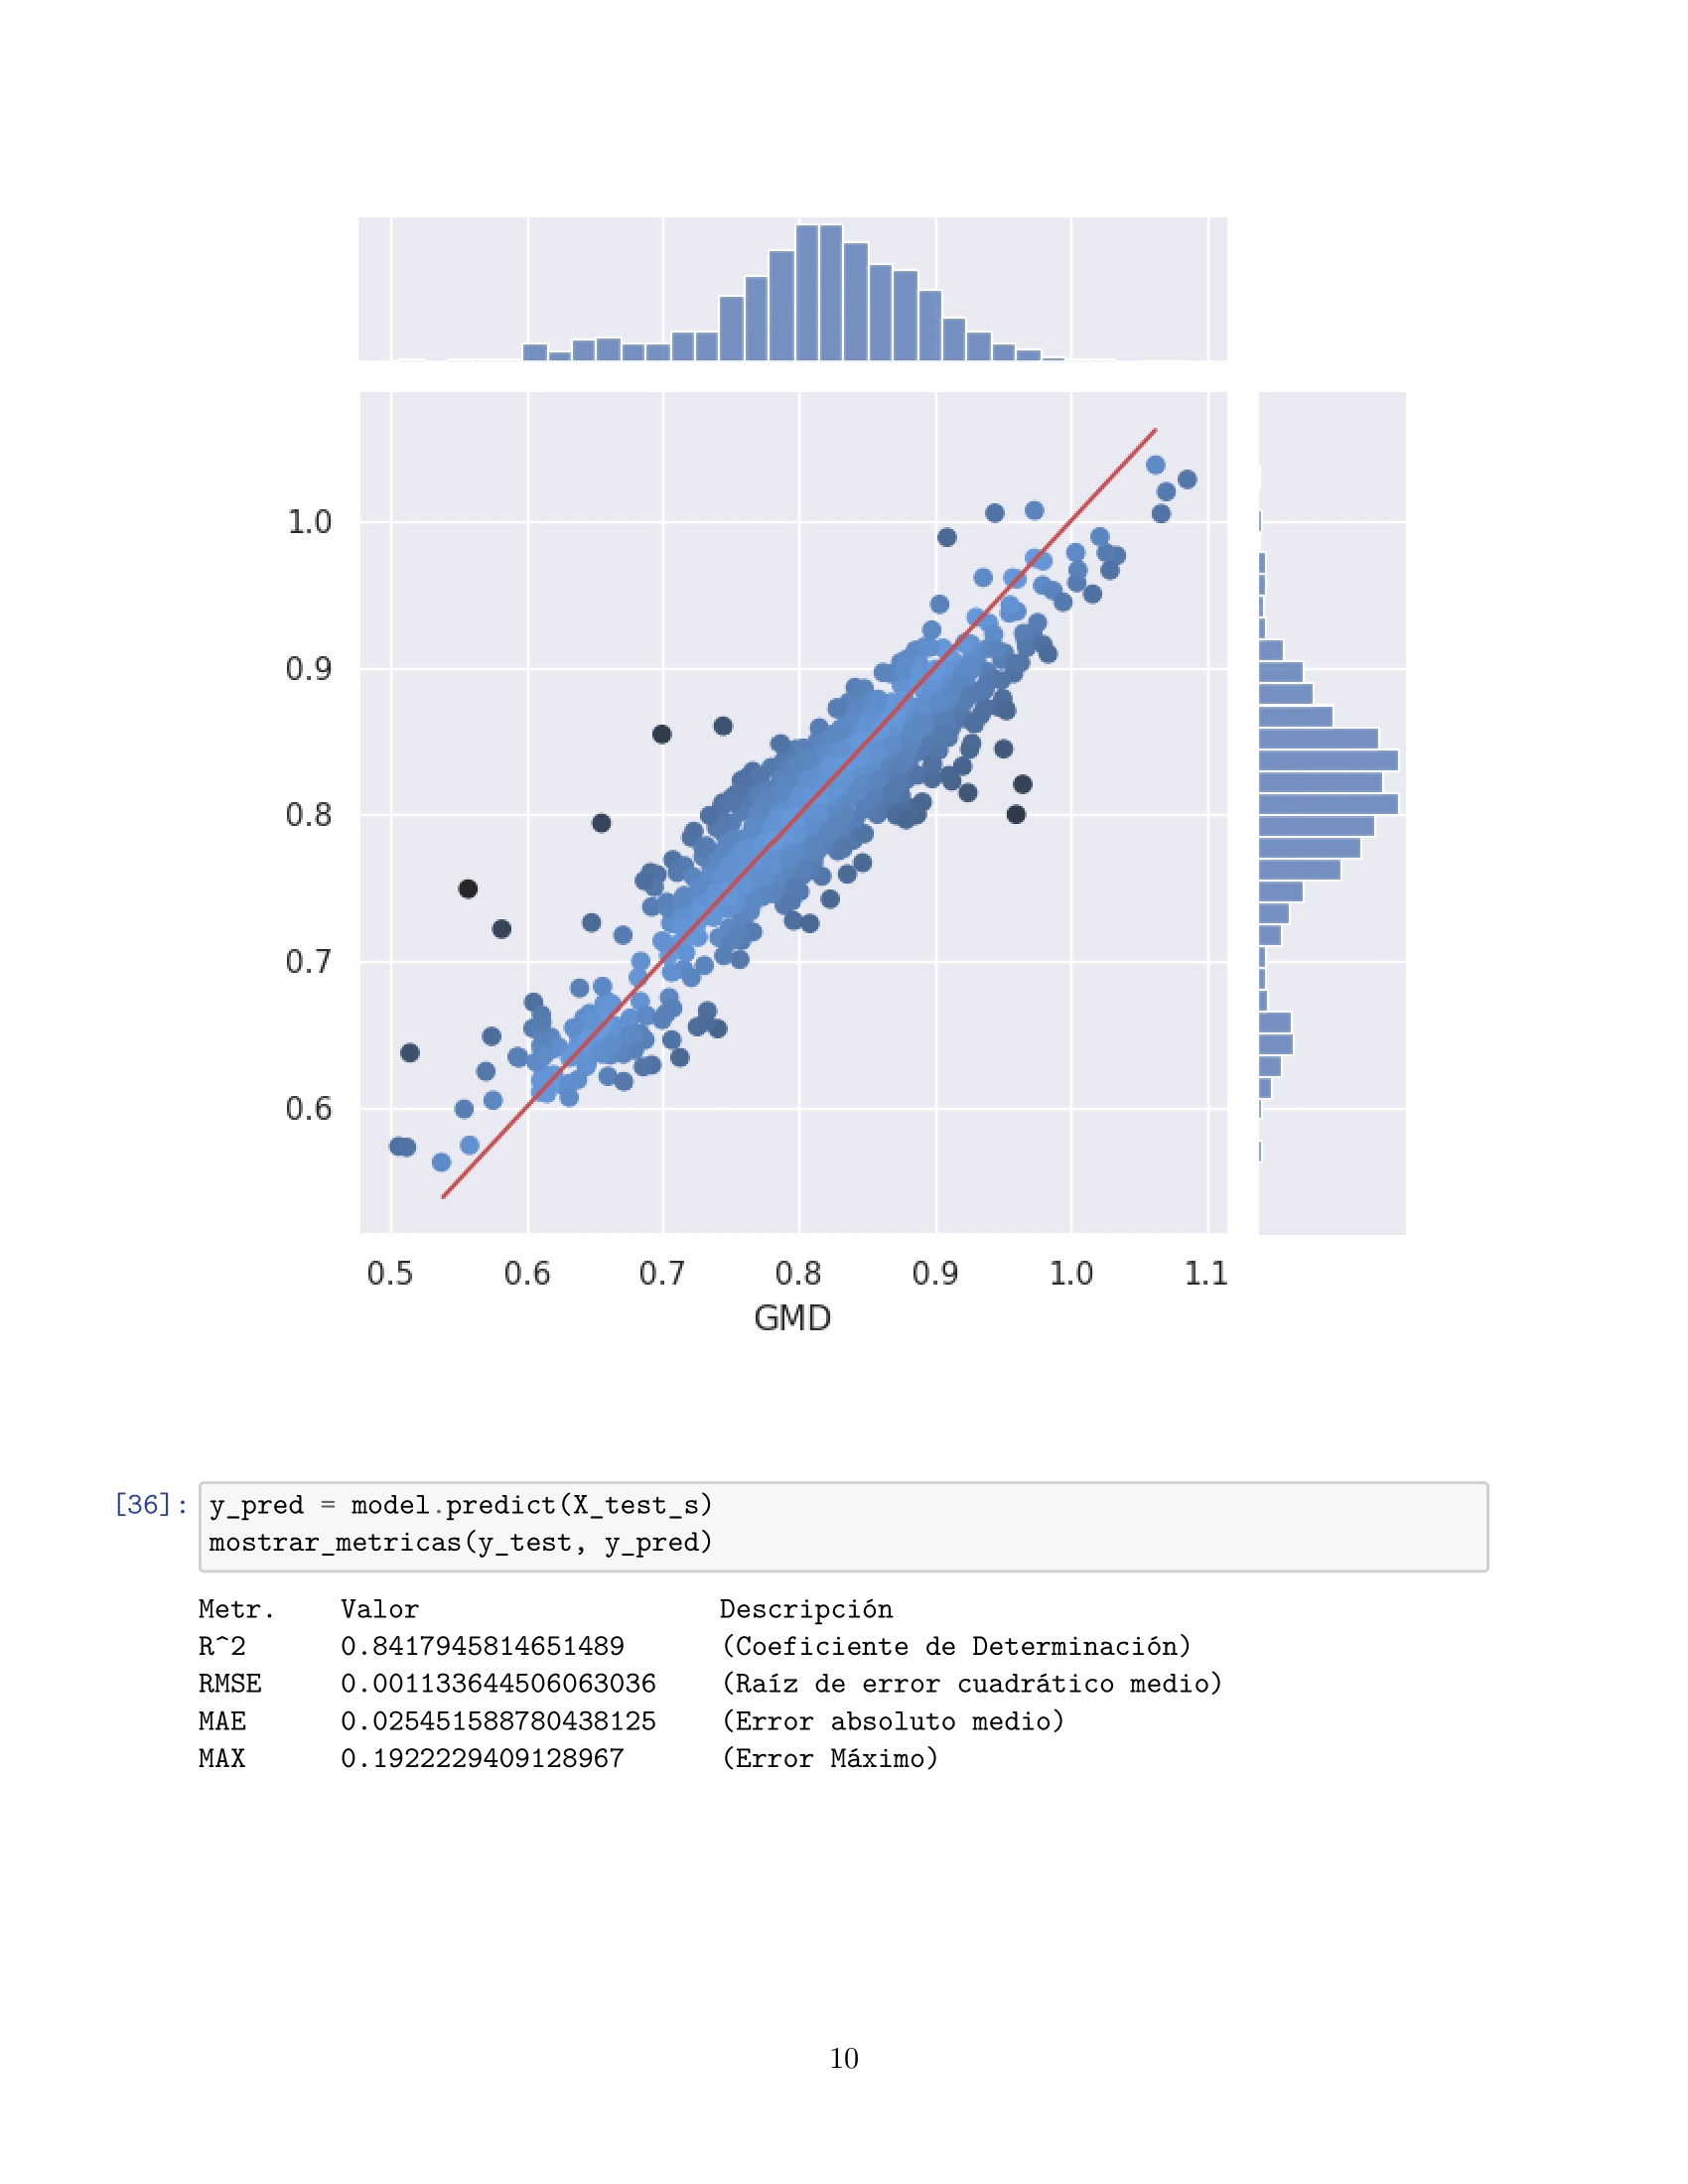 1.0
0.9
0.8
0.7
0.6
0.5 0.6 0.7 0.8 0.9 1.0 1.1
GMD
[36]: y_pred = model.predict(X_test_s)
mostrar_metricas(y_test, y_pred)
Metr. Valor Descripción
R^2 0.8417945814651489 (Coeficiente de Determinación)
RMSE 0.001133644506063036 (Raíz de error cuadrático medio)
MAE 0.025451588780438125 (Error absoluto medio)
MAX 0.1922229409128967 (Error Máximo)
10